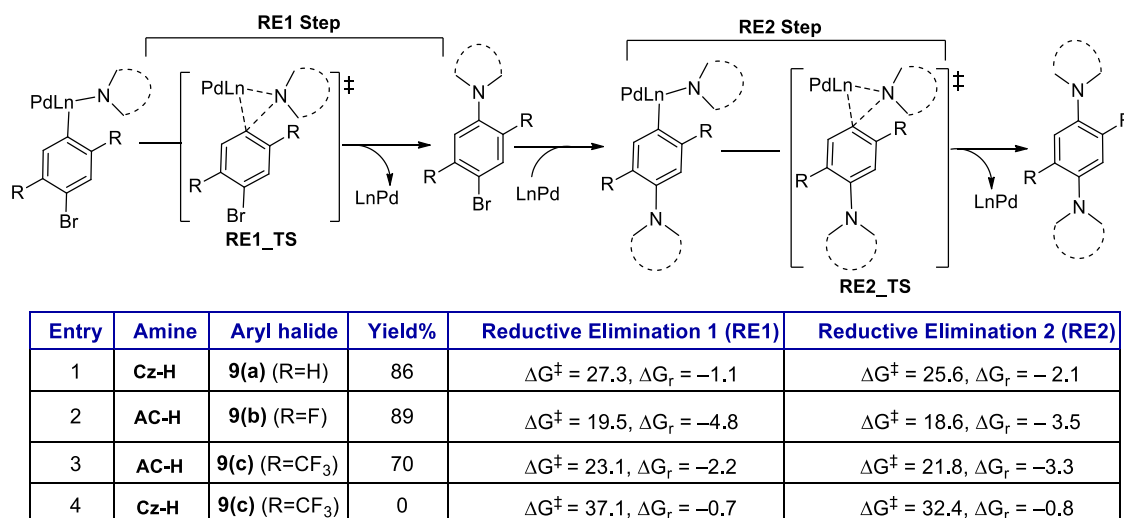 RE1 Step
RE2 Step
PdLn N
R
R
Br
PdLn N
R
R
Br
‡
RE1_TS
LnPd
N
R
R
Br
LnPd
PdLn N
R
R
N
PdLn N
R
R
N
‡
RE2_TS
LnPd
N
R
R
N
Entry Amine Aryl halide Yield% Reductive Elimination 1 (RE1) Reductive Elimination 2 (RE2)
1 Cz-H 9(a) (R=H) 86 ΔG‡ = 27.3, ΔGr = –1.1 ΔG‡ = 25.6, ΔGr = – 2.1
2 AC-H 9(b) (R=F) 89 ΔG‡ = 19.5, ΔGr = –4.8 ΔG‡ = 18.6, ΔGr = – 3.5
3 AC-H 9(c) (R=CF3) 70 ΔG‡ = 23.1, ΔGr = –2.2 ΔG‡ = 21.8, ΔGr = –3.3
4 Cz-H 9(c) (R=CF3) 0 ΔG‡ = 37.1, ΔGr = –0.7 ΔG‡ = 32.4, ΔGr = –0.8